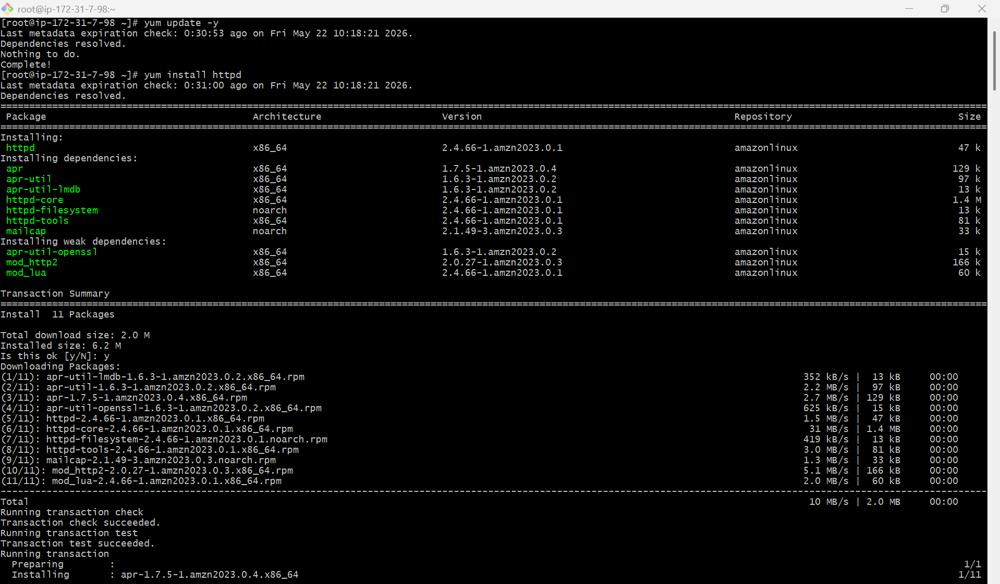 root@ip-172-31-7-98:~
[root@ip-172-31-7-98 ~]# yum update -y
Last metadata expiration check: 0:30:53 ago on Fri May 22 10:18:21 2026.
Dependencies resolved.
Nothing to do.
Complete!
[root@ip-172-31-7-98 ~]# yum install httpd
Last metadata expiration check: 0:31:00 ago on Fri May 22 10:18:21 2026.
Dependencies resolved.
Package Architecture Version Repository Size
Installing:
httpd x86_64 2.4.66-1.amzn2023.0.1 amazonlinux 47 k
Installing dependencies:
apr x86_64 1.7.5-1.amzn2023.0.4 amazonlinux 129 k
apr-util x86_64 1.6.3-1.amzn2023.0.2 amazonlinux 97 k
apr-util-lmdb x86_64 1.6.3-1.amzn2023.0.2 amazonlinux 13 k
httpd-core x86_64 2.4.66-1.amzn2023.0.1 amazonlinux 1.4 M
httpd-filesystem noarch 2.4.66-1.amzn2023.0.1 amazonlinux 13 k
httpd-tools x86_64 2.4.66-1.amzn2023.0.1 amazonlinux 81 k
mailcap noarch 2.1.49-3.amzn2023.0.3 amazonlinux 33 k
Installing weak dependencies:
apr-util-openssl x86_64 1.6.3-1.amzn2023.0.2 amazonlinux 15 k
mod_http2 x86_64 2.0.27-1.amzn2023.0.3 amazonlinux 166 k
mod_lua x86_64 2.4.66-1.amzn2023.0.1 amazonlinux 60 k
Transaction Summary
Install 11 Packages
Total download size: 2.0 M
Installed size: 6.2 M
Is this ok [y/N]: y
Downloading Packages:
(1/11): apr-util-lmdb-1.6.3-1.amzn2023.0.2.x86_64.rpm 352 kB/s | 13 kB 00:00
(2/11): apr-util-1.6.3-1.amzn2023.0.2.x86_64.rpm 2.2 MB/s | 97 kB 00:00
(3/11): apr-1.7.5-1.amzn2023.0.4.x86_64.rpm 2.7 MB/s | 129 kB 00:00
(4/11): apr-util-openssl-1.6.3-1.amzn2023.0.2.x86_64.rpm 625 kB/s | 15 kB 00:00
(5/11): httpd-2.4.66-1.amzn2023.0.1.x86_64.rpm 1.5 MB/s | 47 kB 00:00
(6/11): httpd-core-2.4.66-1.amzn2023.0.1.x86_64.rpm 31 MB/s | 1.4 MB 00:00
(7/11): httpd-filesystem-2.4.66-1.amzn2023.0.1.noarch.rpm 419 kB/s | 13 kB 00:00
(8/11): httpd-tools-2.4.66-1.amzn2023.0.1.x86_64.rpm 3.0 MB/s | 81 kB 00:00
(9/11): mailcap-2.1.49-3.amzn2023.0.3.noarch.rpm 1.3 MB/s | 33 kB 00:00
(10/11): mod_http2-2.0.27-1.amzn2023.0.3.x86_64.rpm 5.1 MB/s | 166 kB 00:00
(11/11): mod_lua-2.4.66-1.amzn2023.0.1.x86_64.rpm 2.0 MB/s | 60 kB 00:00
Total 10 MB/s | 2.0 MB 00:00
Running transaction check
Transaction check succeeded.
Running transaction test
Transaction test succeeded.
Running transaction
Preparing : 1/1
Installing : apr-1.7.5-1.amzn2023.0.4.x86_64 1/11